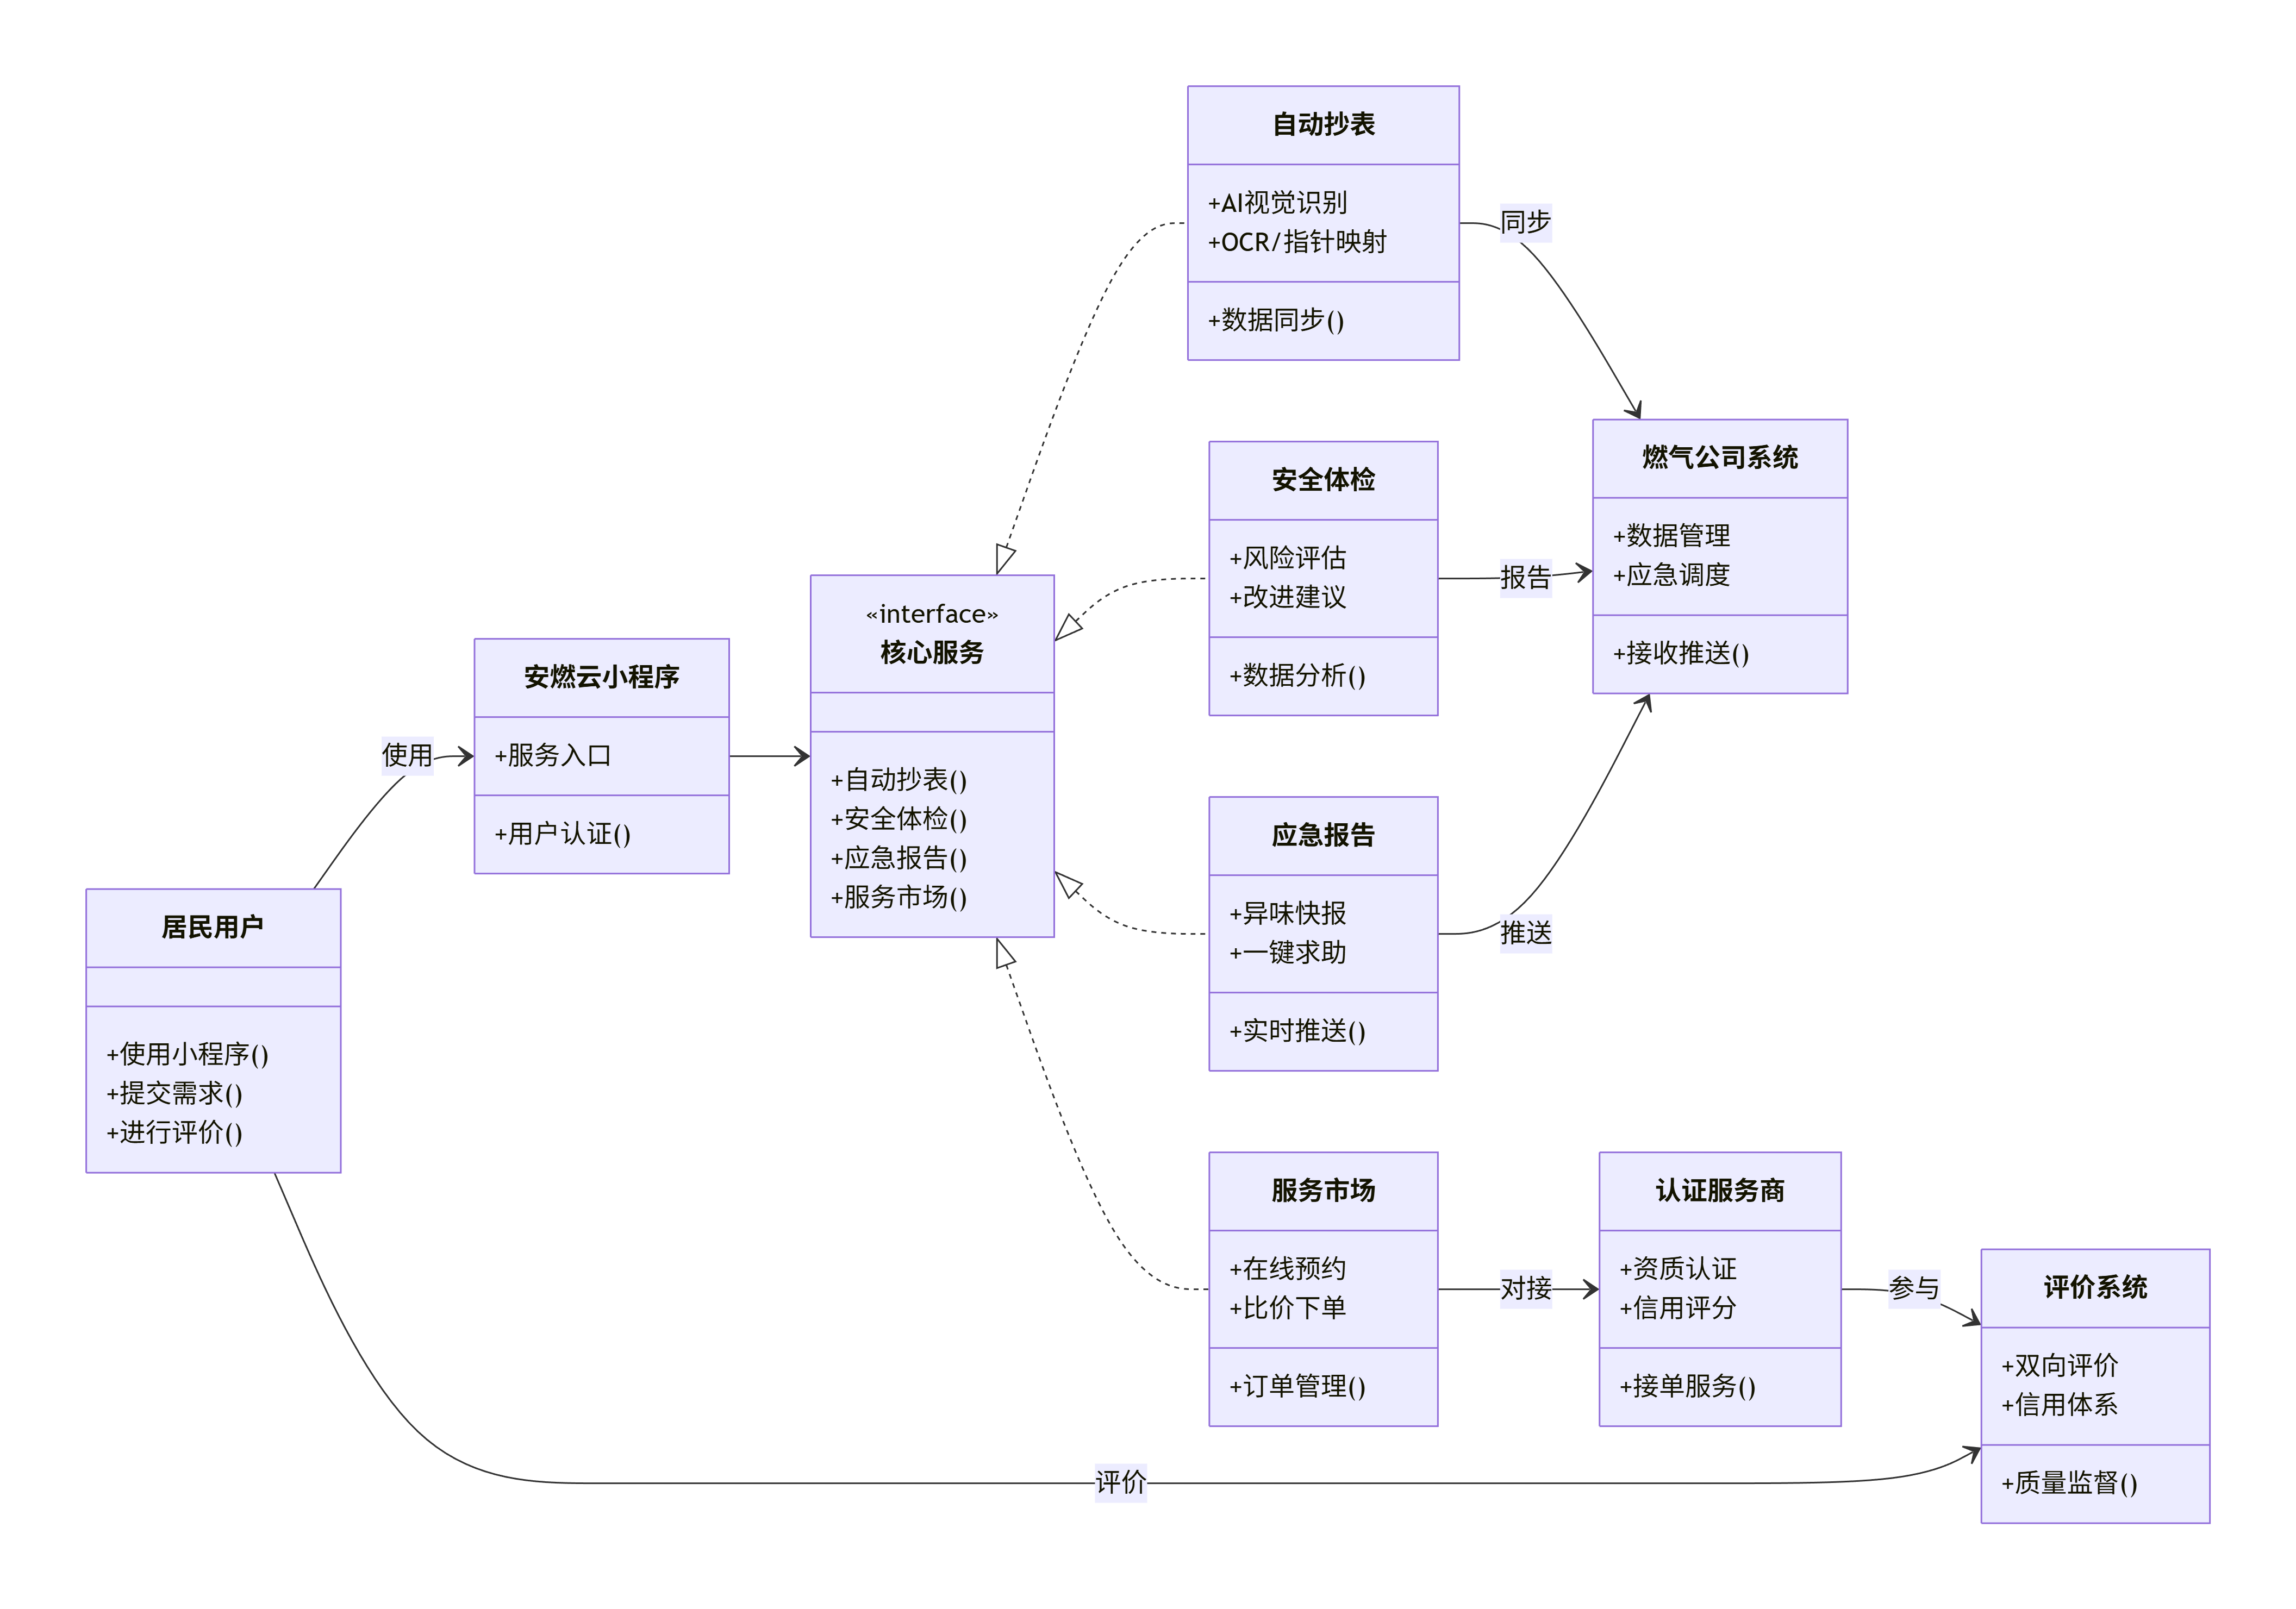 自动抄表
+AI视觉识别
+OCR/指针映射
+数据同步()
同步
安全体检
+风险评估
+改进建议
+数据分析()
报告
燃气公司系统
+数据管理
+应急调度
+接收推送()
«interface»
核心服务
+自动抄表()
+安全体检()
+应急报告()
+服务市场()
安燃云小程序
+服务入口
+用户认证()
使用
居民用户
+使用小程序()
+提交需求()
+进行评价()
应急报告
+异味快报
+一键求助
+实时推送()
推送
服务市场
+在线预约
+比价下单
+订单管理()
对接
认证服务商
+资质认证
+信用评分
+接单服务()
参与
评价系统
+双向评价
+信用体系
+质量监督()
评价